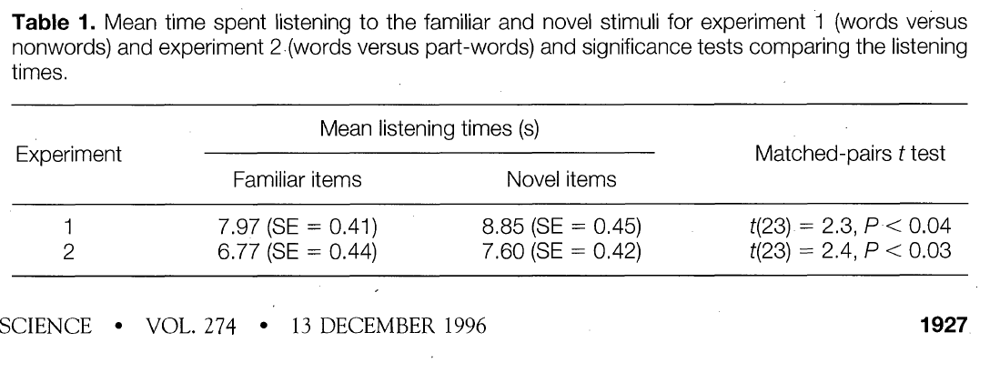 Table 1. Mean time spent listening to the familiar and novel stimuli for experiment 1 (words versus
nonwords) and experiment 2 (words versus part-words) and significance tests comparing the listening
times.
Mean listening times (s)
Experiment
Matched-pairs t test
Familiar items Novel items
1 7.97 (SE = 0.41) 8.85 (SE = 0.45) t(23) = 2.3, P < 0.04
2 6.77 (SE = 0.44) 7.60 (SE = 0.42) t(23) = 2.4, P < 0.03
SCIENCE • VOL. 274 • 13 DECEMBER 1996 1927